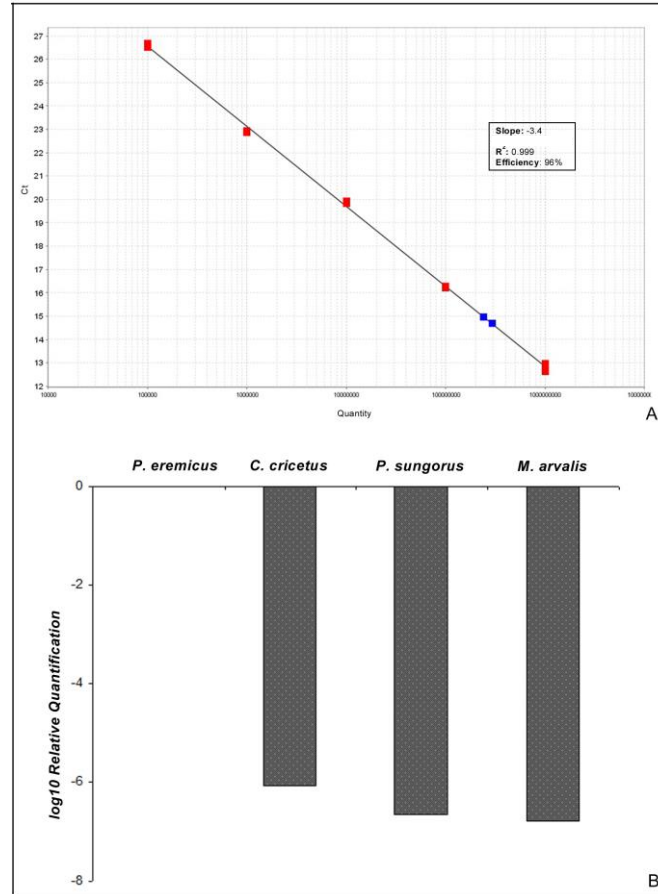 27
26
25
24
23
22
21
20
19
18
17
16
15
14
13
12
Ct
Slope: -3.4
R²: 0.999
Efficiency: 96%
10000 100000 1000000 10000000 100000000 1000000000
Quantity
A
P. eremicus C. cricetus P. sungorus M. arvalis
0
-2
-4
-6
-8
log10 Relative Quantification
B